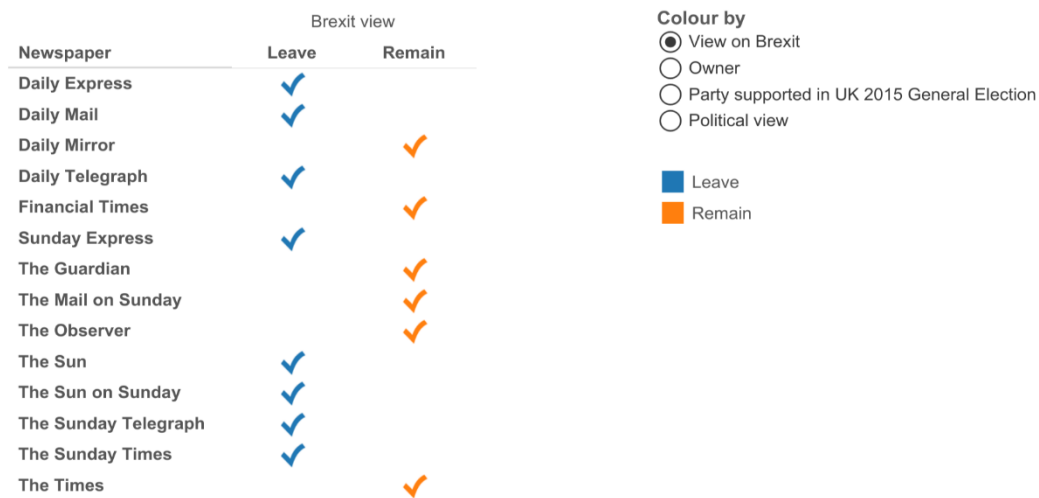 Brexit view
Newspaper Leave Remain
Daily Express
Daily Mail
Daily Mirror
Daily Telegraph
Financial Times
Sunday Express
The Guardian
The Mail on Sunday
The Observer
The Sun
The Sun on Sunday
The Sunday Telegraph
The Sunday Times
The Times
Colour by
View on Brexit
Owner
Party supported in UK 2015 General Election
Political view
Leave
Remain